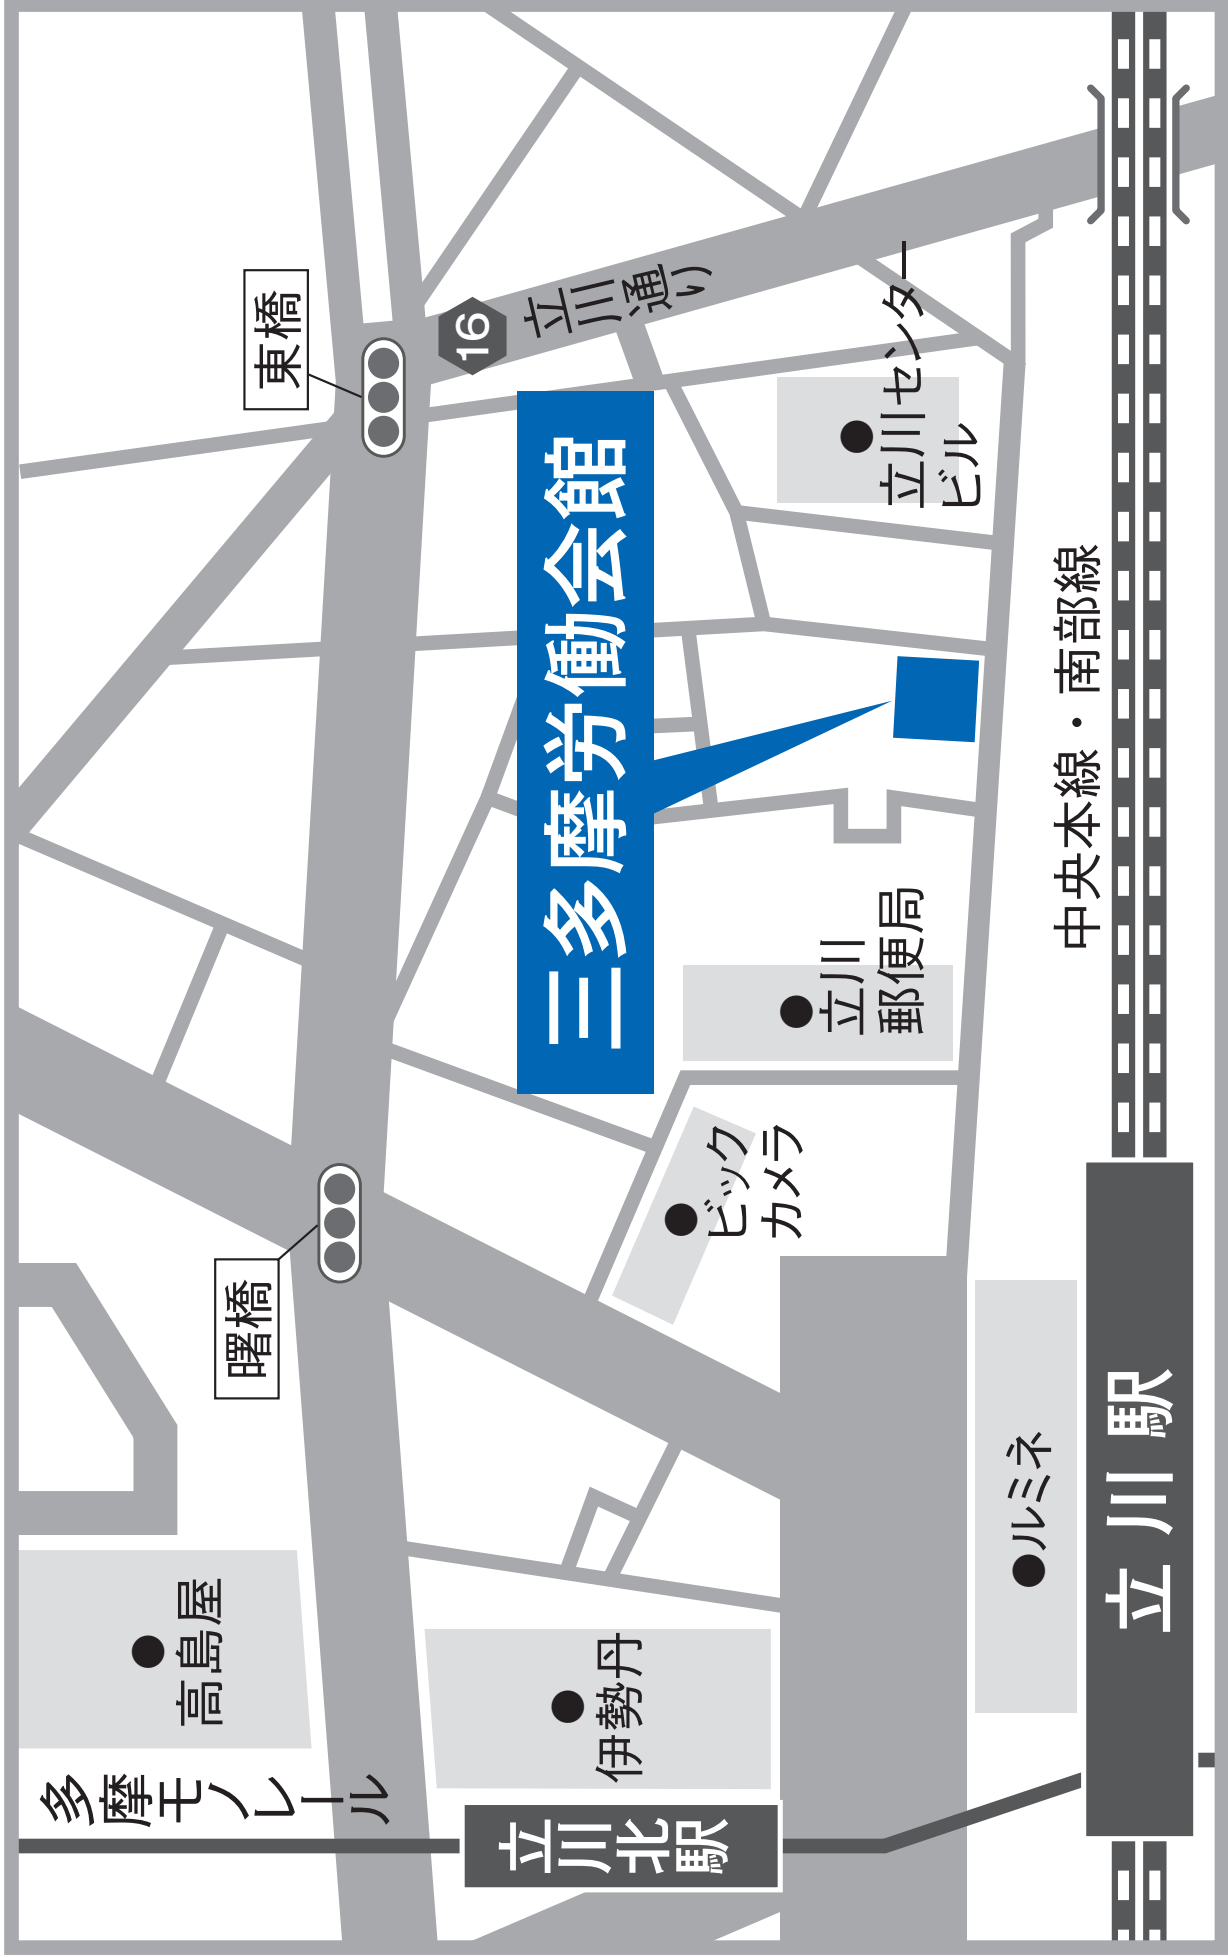 多摩モノレール
高島屋
曙橋
東橋
伊勢丹
立川北駅
16
立川通り
三多摩労働会館
ビック
カメラ
立川
郵便局
立川センター
ビル
ルミネ
中央本線・南部線
立川駅